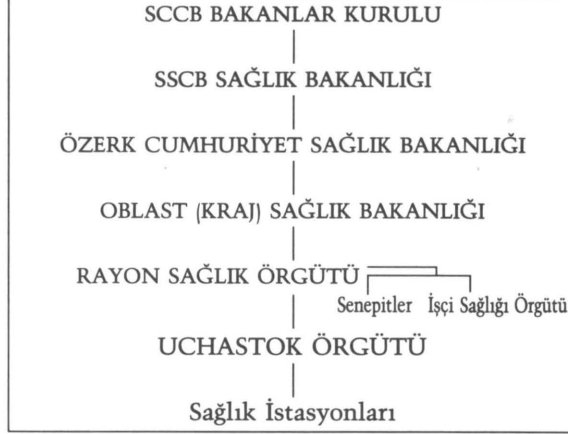 SCCB BAKANLAR KURULU
SSCB SAĞLIK BAKANLIĞI
ÖZERK CUMHURİYET SAĞLIK BAKANLIĞI
OBLAST (KRAJ) SAĞLIK BAKANLIĞI
RAYON SAĞLIK ÖRGÜTÜ
Senepitler İşçi Sağlığı Örgütü
UCHASTOK ÖRGÜTÜ
Sağlık İstasyonları